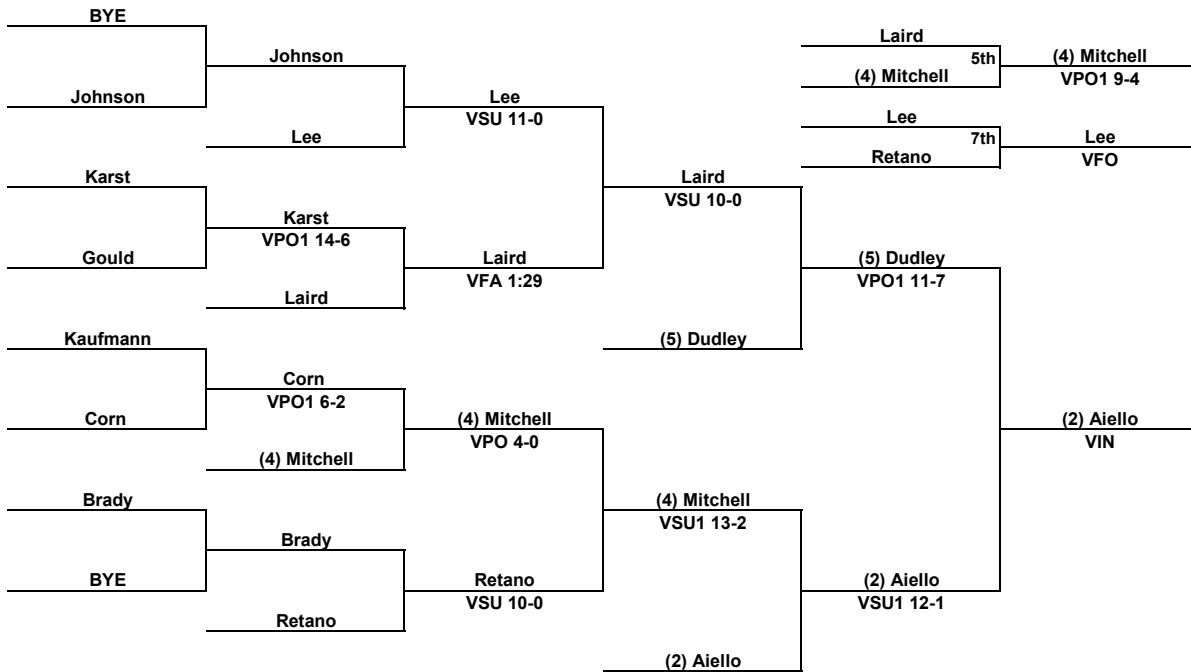 BYE
Johnson
Johnson
Lee
VSU 11-0
Lee
Karst
Karst
VPO1 14-6
Gould
Laird
VFA 1:29
Laird
Laird
VSU 10-0
Kaufmann
Corn
VPO1 6-2
Corn
(4) Mitchell
VPO 4-0
(4) Mitchell
Brady
Brady
BYE
Retano
VSU 10-0
Retano
(4) Mitchell
VSU1 13-2
(5) Dudley
(5) Dudley
VPO1 11-7
(2) Aiello
VSU1 12-1
(2) Aiello
(2) Aiello
VIN
Laird
5th
(4) Mitchell
(4) Mitchell
VPO1 9-4
Lee
7th
Retano
Lee
VFO